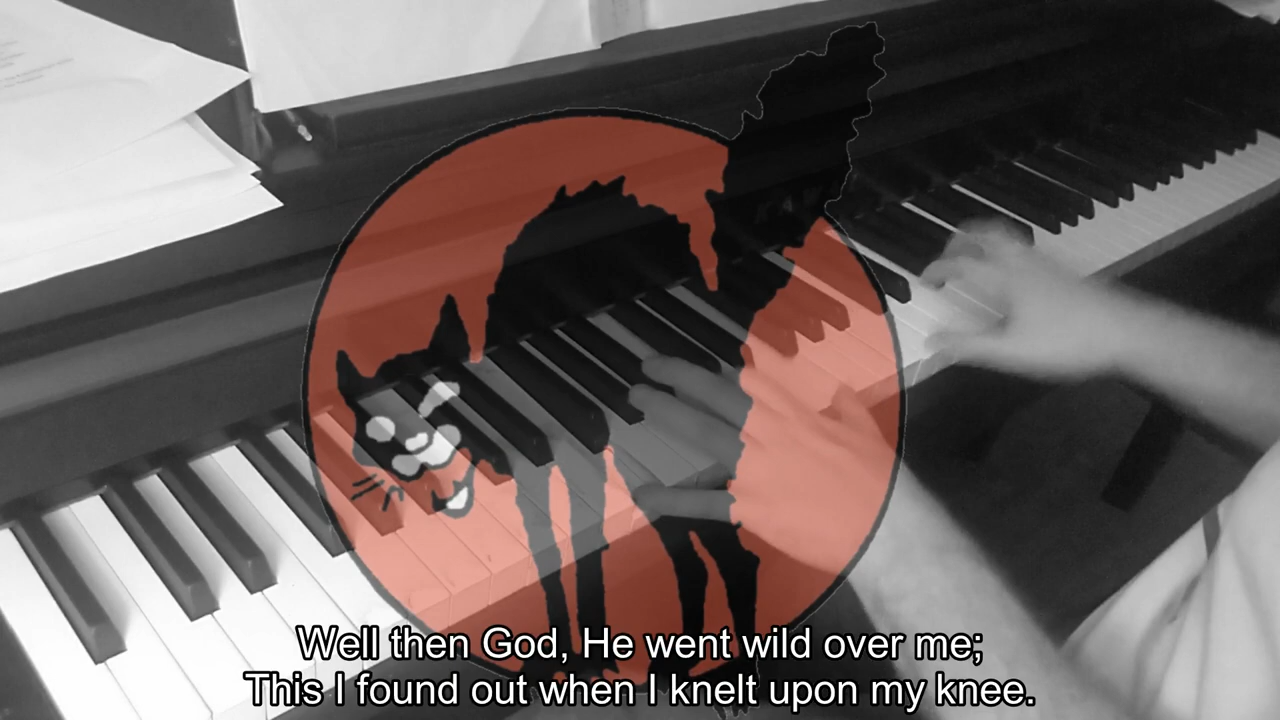 Well then God, He went wild over me;
This I found out when I knelt upon my knee.